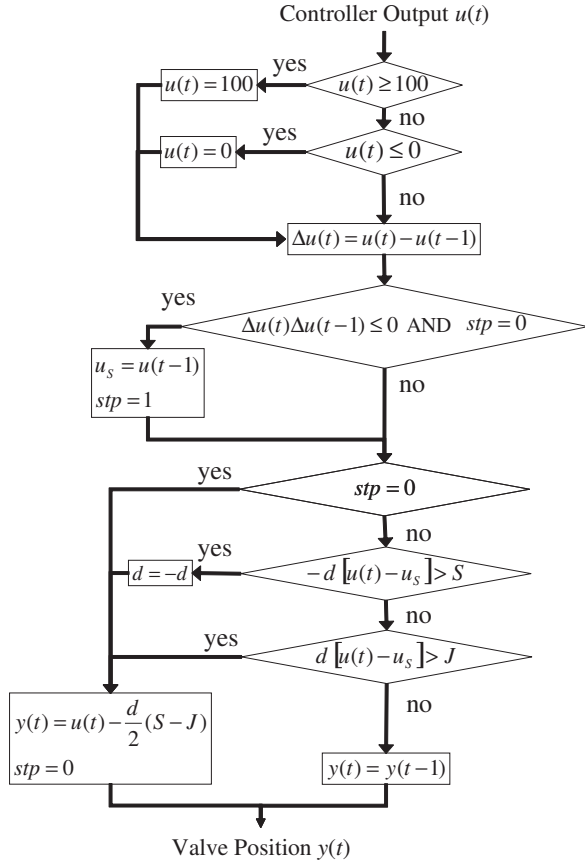 Controller Output u(t)
u(t) ≥ 100
yes
u(t) = 100
no
u(t) ≤ 0
yes
u(t) = 0
no
Δu(t) = u(t) − u(t−1)
Δu(t)Δu(t−1) ≤ 0 AND stp = 0
yes
u_S = u(t−1)
stp = 1
no
stp = 0
yes
no
−d [u(t) − u_S] > S
yes
d = −d
no
d [u(t) − u_S] > J
yes
no
y(t) = u(t) − d/2 (S − J)
stp = 0
y(t) = y(t−1)
Valve Position y(t)